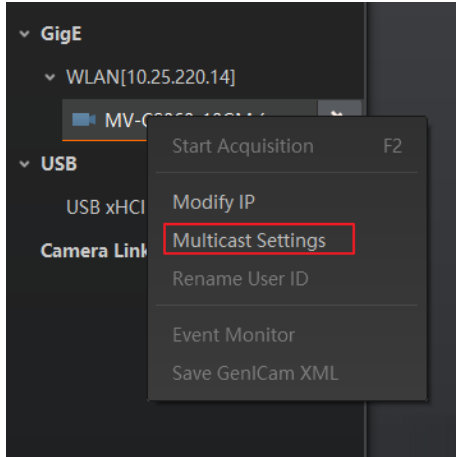 GigE
WLAN[10.25.220.14]
Start Acquisition F2
USB
Modify IP
USB xHCI
Multicast Settings
Camera Link
Rename User ID
Event Monitor
Save GenICam XML